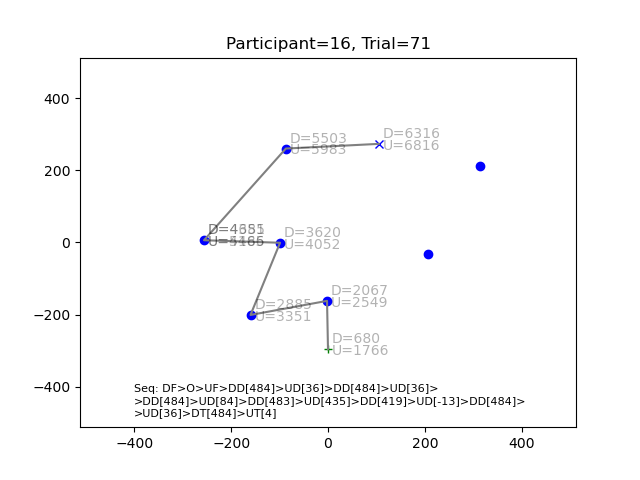 Participant=16, Trial=71
400
200
0
−200
−400
D=5503
U=5983
D=6316
U=6816
D=3620
U=4052
D=2885
U=3351
D=2067
U=2549
D=680
U=1766
Seq: DF>O>UF>DD[484]>UD[36]>DD[484]>UD[36]>
>DD[484]>UD[84]>DD[483]>UD[435]>DD[419]>UD[-13]>DD[484]>
>UD[36]>DT[484]>UT[4]
−400
−200
0
200
400